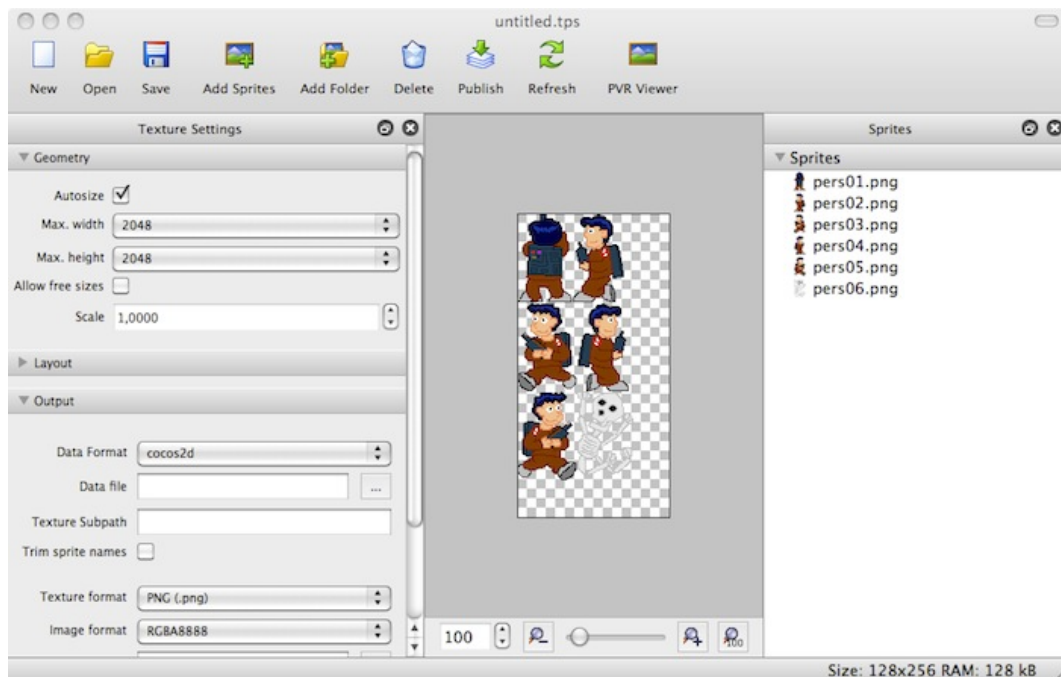 untitled.tps
New Open Save Add Sprites Add Folder Delete Publish Refresh PVR Viewer
Texture Settings
Geometry
Autosize
Max. width 2048
Max. height 2048
Allow free sizes
Scale 1,0000
Layout
Output
Data Format cocos2d
Data file ...
Texture Subpath
Trim sprite names
Texture format PNG (.png)
Image format RGBA8888
100
100
Sprites
Sprites
pers01.png
pers02.png
pers03.png
pers04.png
pers05.png
pers06.png
Size: 128x256 RAM: 128 kB